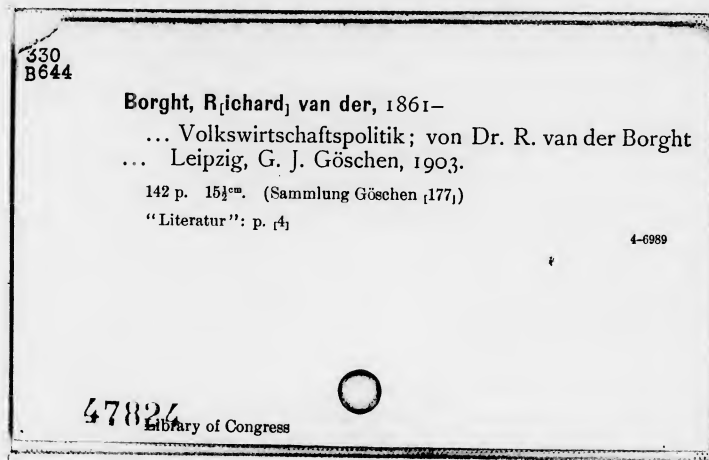 330
B644
Borght, R[ichard] van der, 1861–
... Volkswirtschaftspolitik; von Dr. R. van der Borght
... Leipzig, G. J. Göschen, 1903.
142 p. 15½ᶜᵐ. (Sammlung Göschen [177])
"Literatur": p. [4]
4-6989
47824
Library of Congress